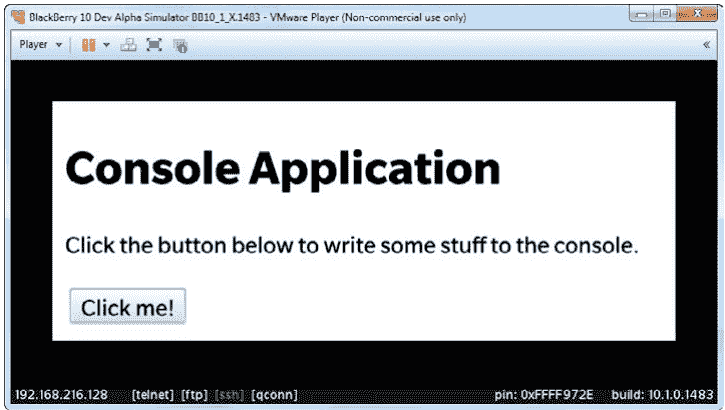 BlackBerry 10 Dev Alpha Simulator BB10_1_X.1483 - VMware Player (Non-commercial use only)
Player
Console Application
Click the button below to write some stuff to the console.
Click me!
192.168.216.128 [telnet] [ftp] [ssh] [qconn] pin: 0xFFFF972E build: 10.1.0.1483